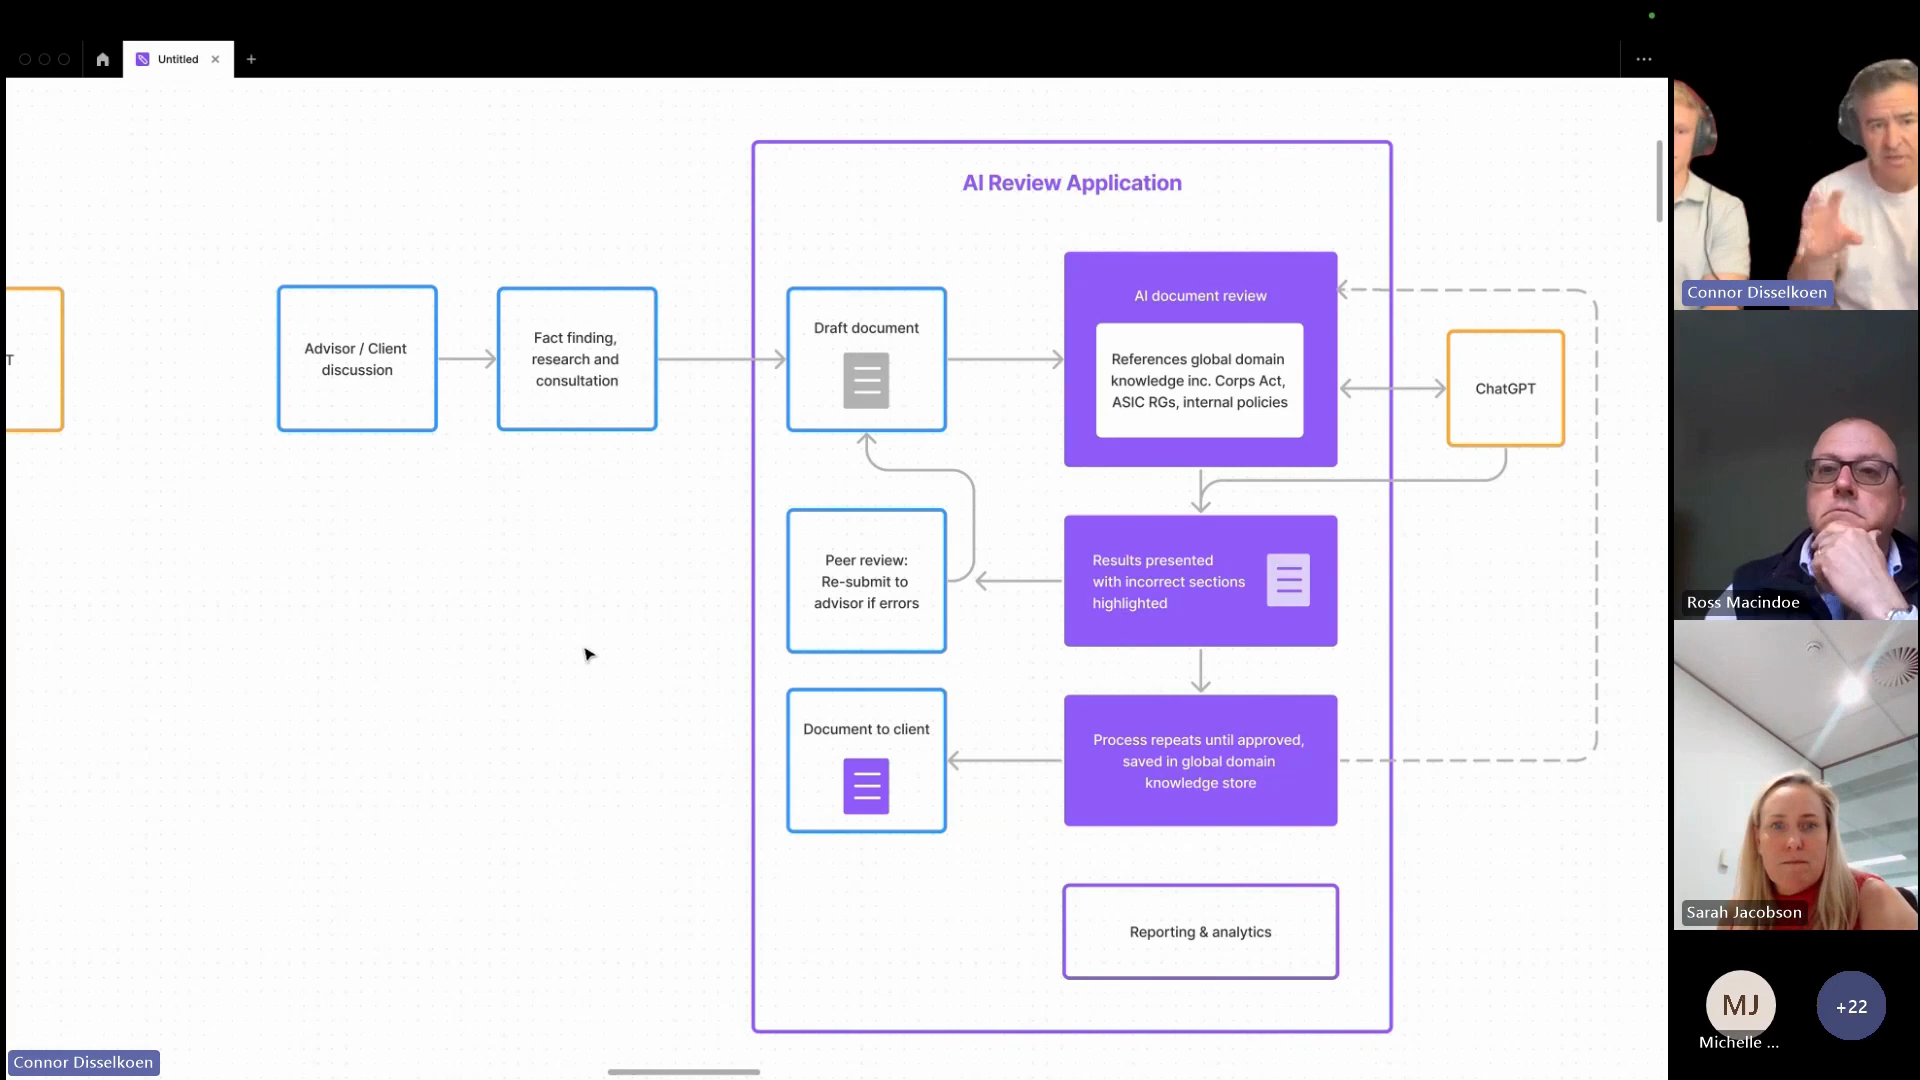 Untitled
AI Review Application
T
Advisor / Client
discussion
Fact finding,
research and
consultation
Draft document
AI document review
References global domain
knowledge inc. Corps Act,
ASIC RGs, internal policies
ChatGPT
Peer review:
Re-submit to
advisor if errors
Results presented
with incorrect sections
highlighted
Document to client
Process repeats until approved,
saved in global domain
knowledge store
Reporting & analytics
Connor Disselkoen
Connor Disselkoen
Ross Macindoe
Sarah Jacobson
MJ
Michelle ...
+22